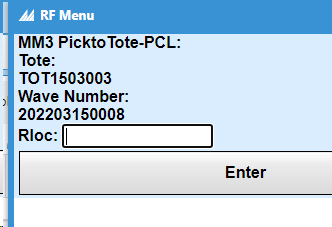 RF Menu
MM3 PicktoTote-PCL:
Tote:
TOT1503003
Wave Number:
202203150008
Rloc:
Enter